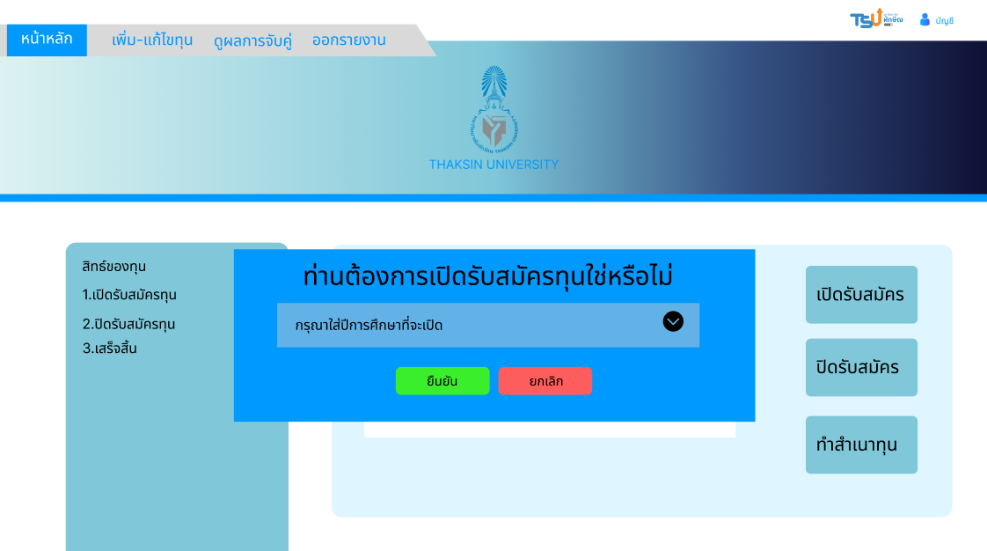 TSU ทักษิณ
บัญชี
หน้าหลัก
เพิ่ม-แก้ไขทุน
ดูผลการจับคู่
ออกรายงาน
THAKSIN UNIVERSITY
สิทธ์ของทุน
1.เปิดรับสมัครทุน
2.ปิดรับสมัครทุน
3.เสร็จสิ้น
ท่านต้องการเปิดรับสมัครทุนใช่หรือไม่
กรุณาใส่ปีการศึกษาที่จะเปิด
ยืนยัน
ยกเลิก
เปิดรับสมัคร
ปิดรับสมัคร
ทำสำเนาทุน